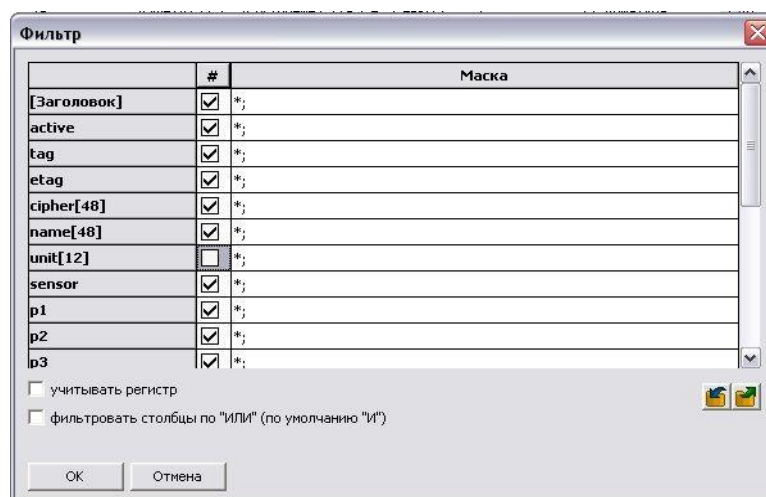 Фильтр
# Маска
[Заголовок] *;
active *;
tag *;
etag *;
cipher[48] *;
name[48] *;
unit[12] *;
sensor *;
p1 *;
p2 *;
p3 *;
учитывать регистр
фильтровать столбцы по "ИЛИ" (по умолчанию "И")
OK Отмена